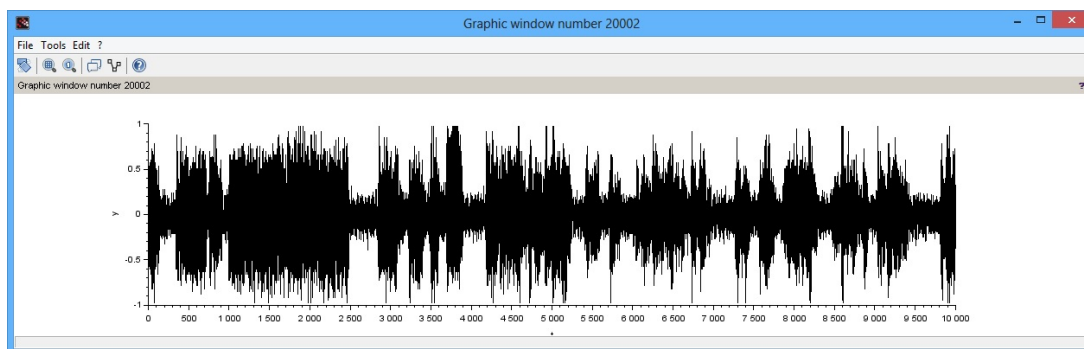 Graphic window number 20002
File Tools Edit ?
Graphic window number 20002 ?
1
0.5
y
0
-0.5
-1
0 500 1 000 1 500 2 000 2 500 3 000 3 500 4 000 4 500 5 000 5 500 6 000 6 500 7 000 7 500 8 000 8 500 9 000 9 500 10 000